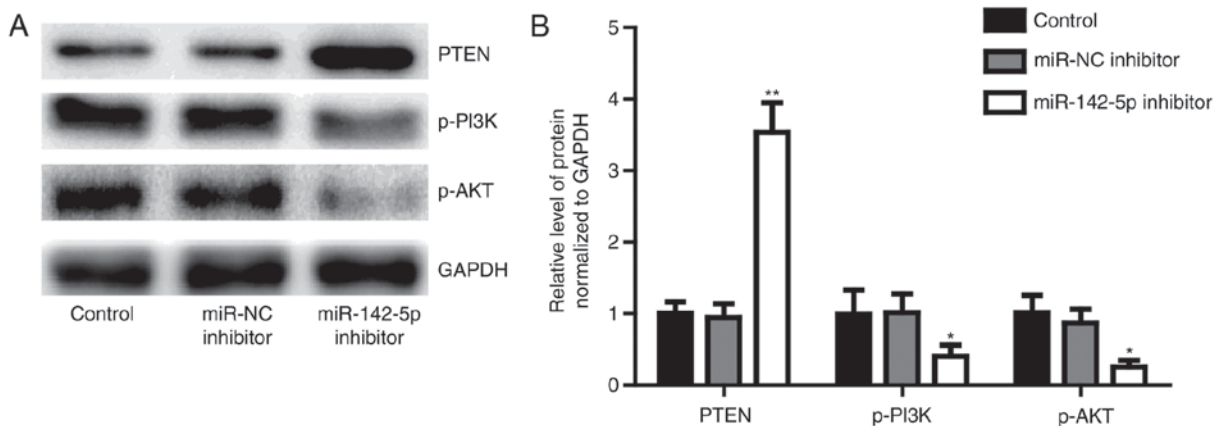 A
PTEN
p-PI3K
p-AKT
GAPDH
Control
miR-NC
inhibitor
miR-142-5p
inhibitor
B
Relative level of protein
normalized to GAPDH
5
4
3
2
1
0
**
*
*
PTEN
p-PI3K
p-AKT
Control
miR-NC inhibitor
miR-142-5p inhibitor